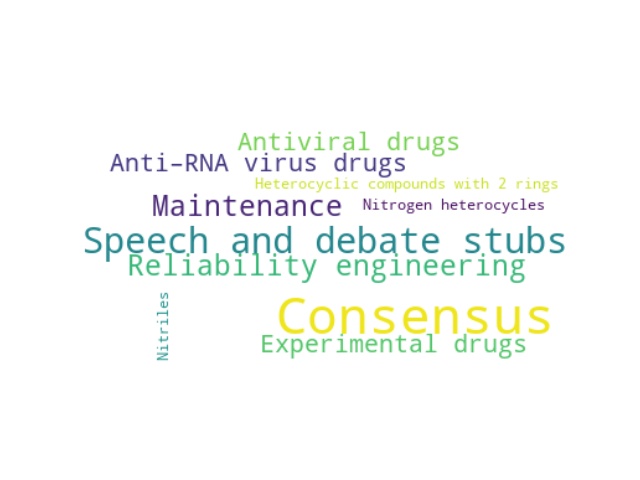 Antiviral drugs
Anti–RNA virus drugs
Heterocyclic compounds with 2 rings
Maintenance
Nitrogen heterocycles
Speech and debate stubs
Reliability engineering
Nitriles
Consensus
Experimental drugs